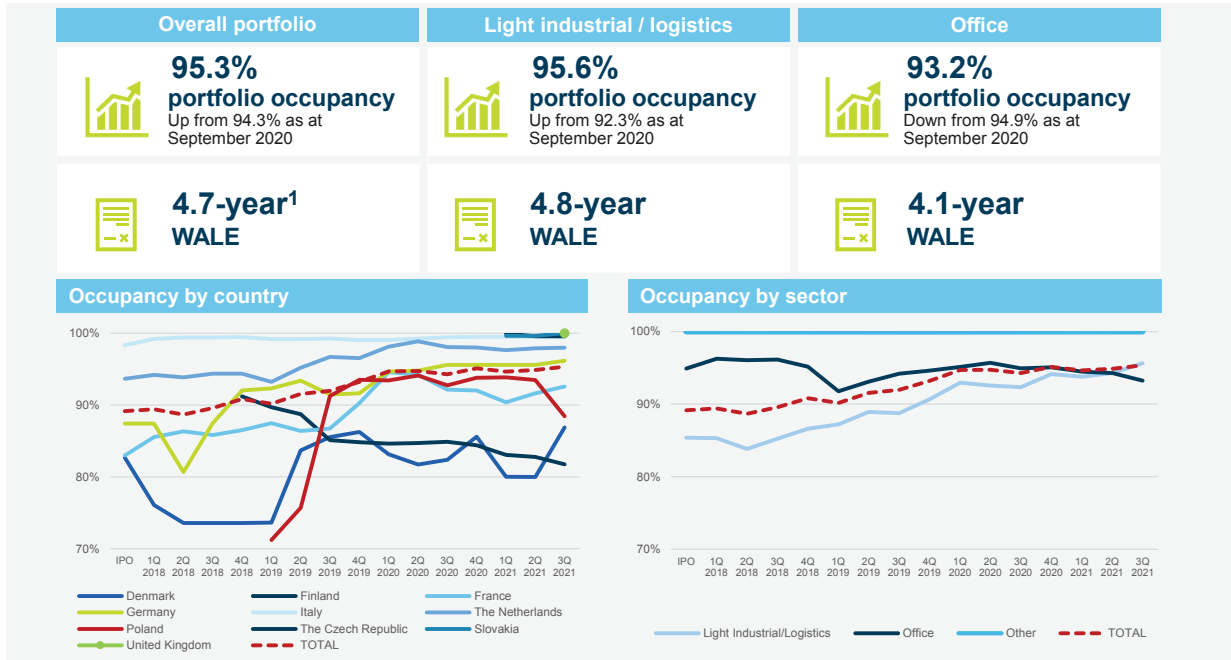 Overall portfolio
Light industrial / logistics
Office
95.3%
portfolio occupancy
Up from 94.3% as at
September 2020
95.6%
portfolio occupancy
Up from 92.3% as at
September 2020
93.2%
portfolio occupancy
Down from 94.9% as at
September 2020
4.7-year¹
WALE
4.8-year
WALE
4.1-year
WALE
Occupancy by country
100%
90%
80%
70%
IPO 1Q 2Q 3Q 4Q 1Q 2Q 3Q 4Q 1Q 2Q 3Q 4Q 1Q 2Q 3Q
2018 2018 2018 2018 2019 2019 2019 2019 2020 2020 2020 2020 2021 2021 2021
Denmark Finland France
Germany Italy The Netherlands
Poland The Czech Republic Slovakia
United Kingdom TOTAL
Occupancy by sector
100%
90%
80%
70%
IPO 1Q 2Q 3Q 4Q 1Q 2Q 3Q 4Q 1Q 2Q 3Q 4Q 1Q 2Q 3Q
2018 2018 2018 2018 2019 2019 2019 2019 2020 2020 2020 2020 2021 2021 2021
Light Industrial/Logistics Office Other TOTAL